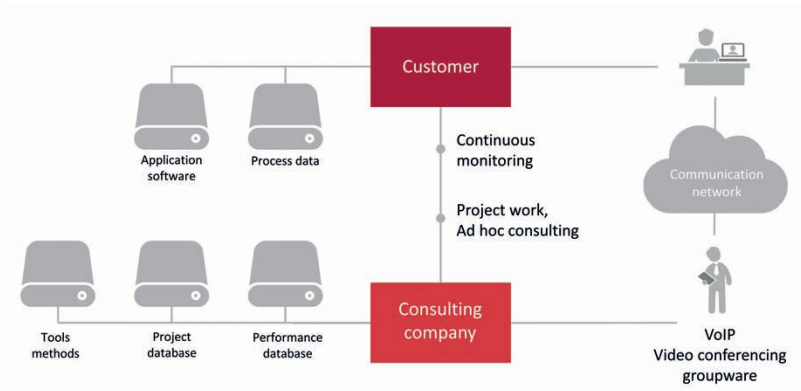 Customer
Continuous
monitoring
Application
software
Process data
Communication
network
Project work,
Ad hoc consulting
Consulting
company
Tools
methods
Project
database
Performance
database
VoIP
Video conferencing
groupware